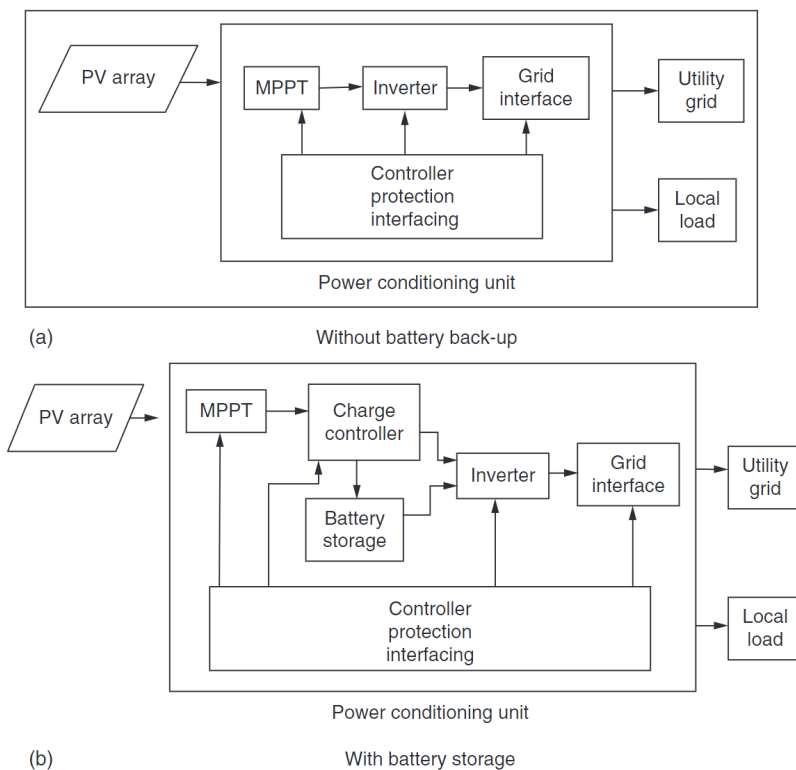 PV array
MPPT
Inverter
Grid
interface
Utility
grid
Controller
protection
interfacing
Local
load
Power conditioning unit
(a)
Without battery back-up
PV array
MPPT
Charge
controller
Inverter
Grid
interface
Utility
grid
Battery
storage
Controller
protection
interfacing
Local
load
Power conditioning unit
(b)
With battery storage